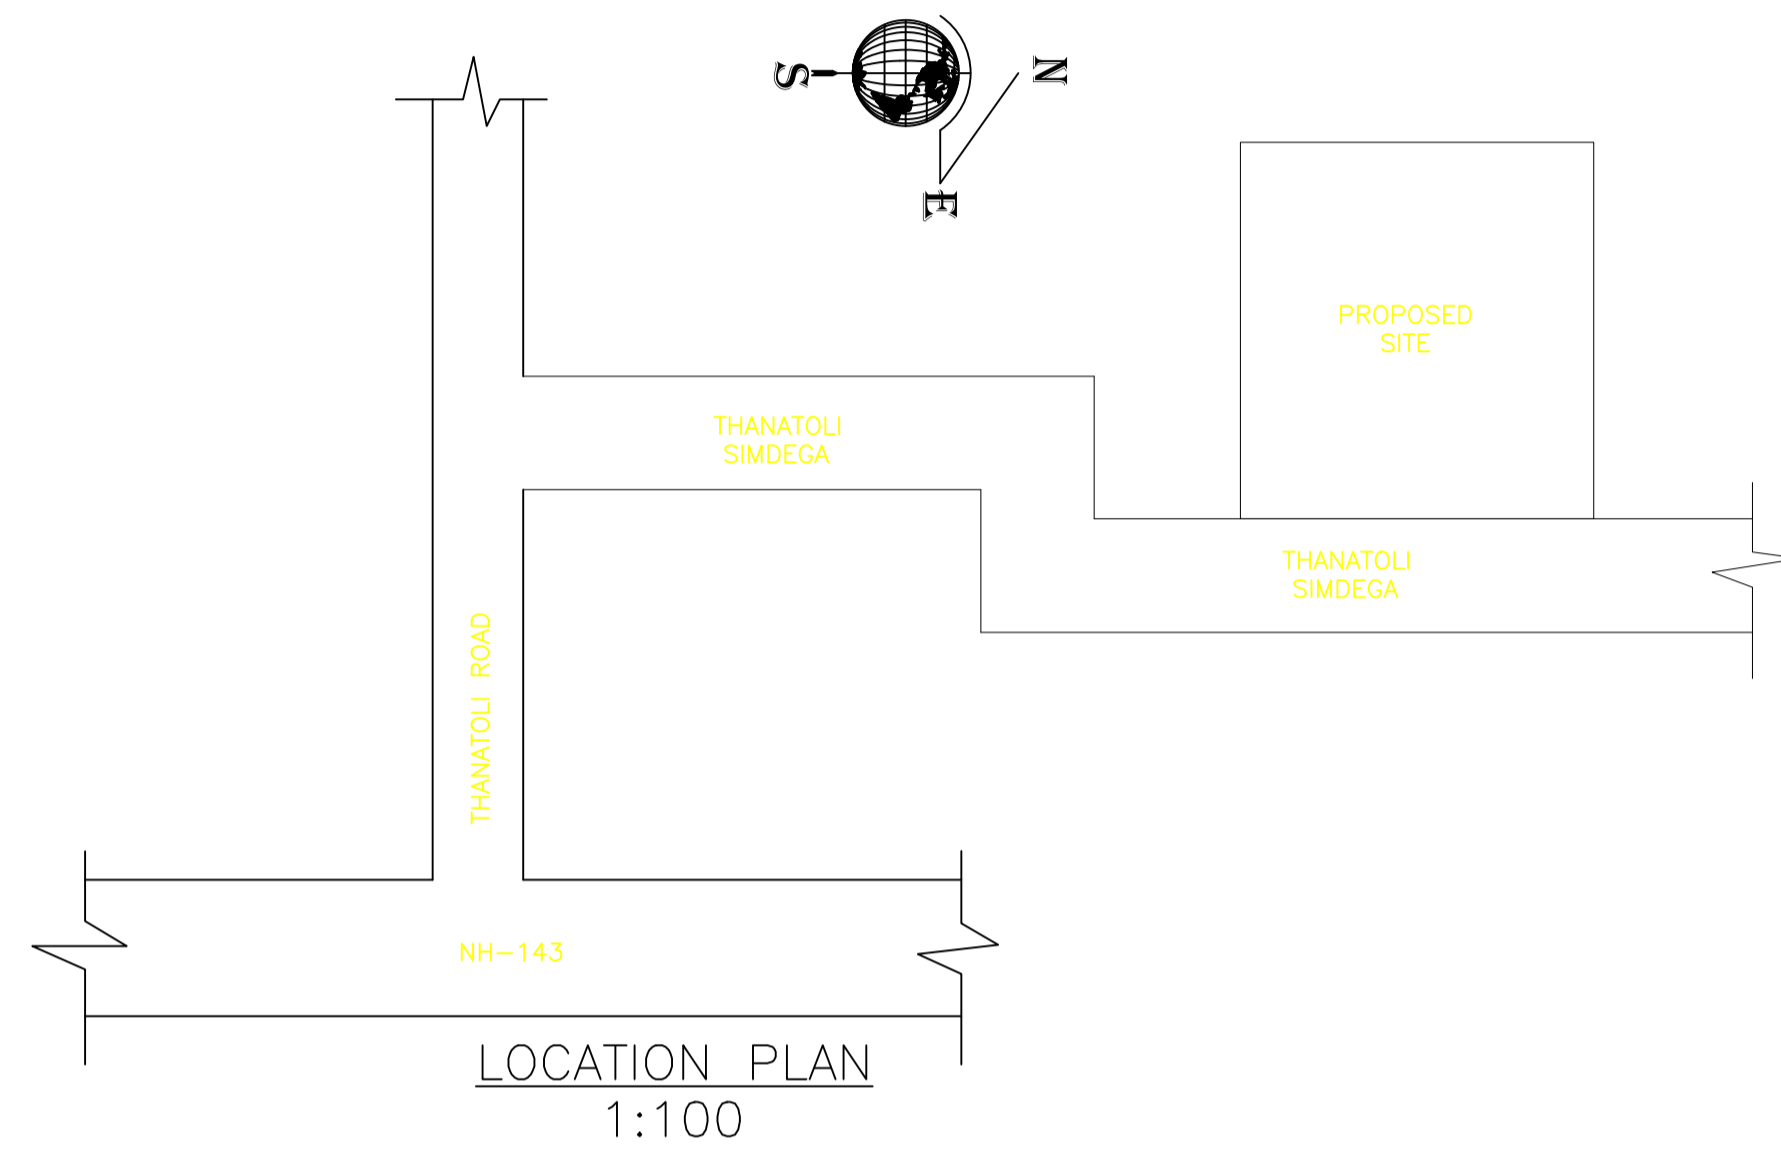 N
S
E
PROPOSED
SITE
THANATOLI
SIMDEGA
THANATOLI
SIMDEGA
THANATOLI ROAD
NH-143
LOCATION PLAN
1:100